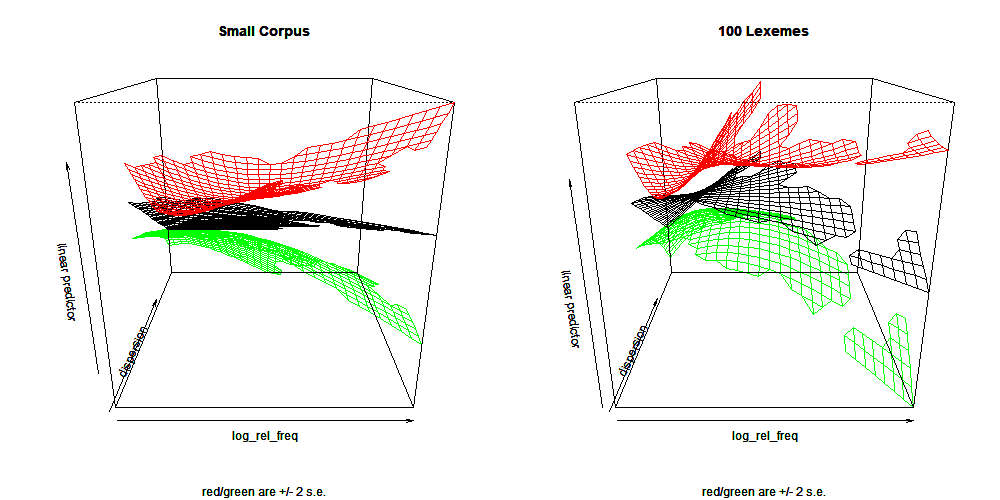 Small Corpus
linear predictor
dispersion
log_rel_freq
red/green are +/- 2 s.e.
100 Lexemes
linear predictor
dispersion
log_rel_freq
red/green are +/- 2 s.e.